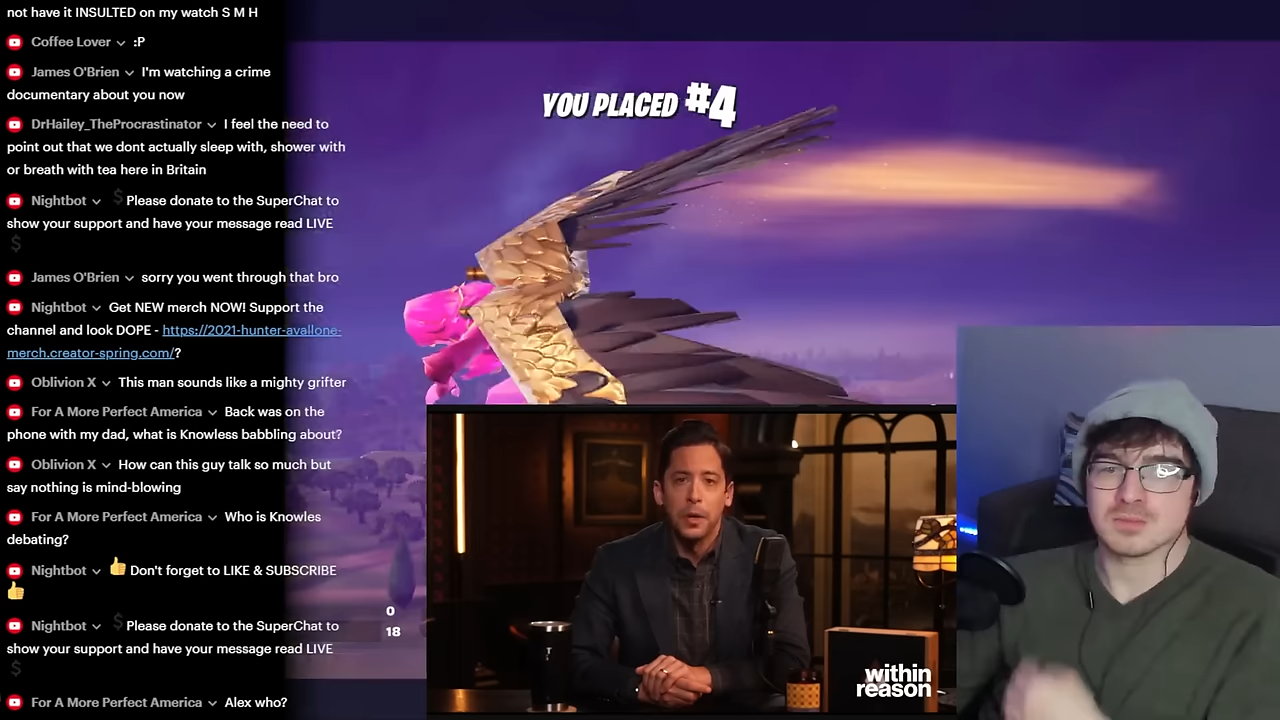 not have it INSULTED on my watch S M H
Coffee Lover :P
James O'Brien I'm watching a crime
documentary about you now
DrHailey_TheProcrastinator I feel the need to
point out that we dont actually sleep with, shower with
or breath with tea here in Britain
Nightbot $Please donate to the SuperChat to
show your support and have your message read LIVE
$
James O'Brien sorry you went through that bro
Nightbot Get NEW merch NOW! Support the
channel and look DOPE - https://2021-hunter-avallone-
merch.creator-spring.com/?
Oblivion X This man sounds like a mighty grifter
For A More Perfect America Back was on the
phone with my dad, what is Knowless babbling about?
Oblivion X How can this guy talk so much but
say nothing is mind-blowing
For A More Perfect America Who is Knowles
debating?
Nightbot 👍Don't forget to LIKE & SUBSCRIBE
👍
Nightbot $Please donate to the SuperChat to
show your support and have your message read LIVE
$
For A More Perfect America Alex who?
YOU PLACED #4
0
18
within
reason